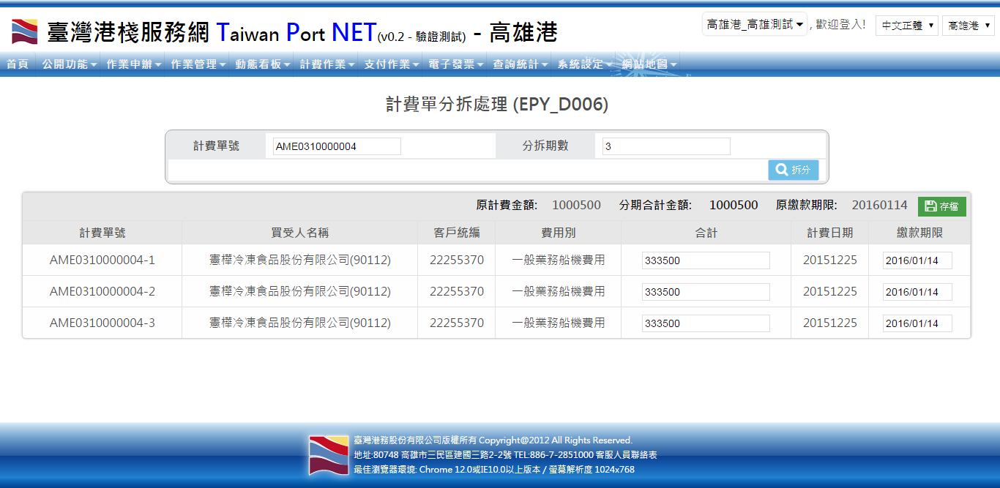 臺灣港棧服務網 Taiwan Port NET(v0.2 - 驗證測試) - 高雄港
高雄港_高雄測試 , 歡迎登入! 中文正體 高雄港
首頁 公開功能 作業申辦 作業管理 動態看板 計費作業 支付作業 電子發票 查詢統計 系統設定 網站地圖
計費單分拆處理 (EPY_D006)
計費單號 AME0310000004 分拆期數 3
拆分
原計費金額: 1000500 分期合計金額: 1000500 原繳款期限: 20160114 存檔
計費單號 買受人名稱 客戶統編 費用別 合計 計費日期 繳款期限
AME0310000004-1 憲樺冷凍食品股份有限公司(90112) 22255370 一般業務船機費用 333500 20151225 2016/01/14
AME0310000004-2 憲樺冷凍食品股份有限公司(90112) 22255370 一般業務船機費用 333500 20151225 2016/01/14
AME0310000004-3 憲樺冷凍食品股份有限公司(90112) 22255370 一般業務船機費用 333500 20151225 2016/01/14
臺灣港務股份有限公司版權所有 Copyright@2012 All Rights Reserved.
地址:80748 高雄市三民區建國三路2-2號 TEL:886-7-2851000 客服人員聯絡表
最佳瀏覽器環境: Chrome 12.0或IE10.0以上版本 / 螢幕解析度 1024x768